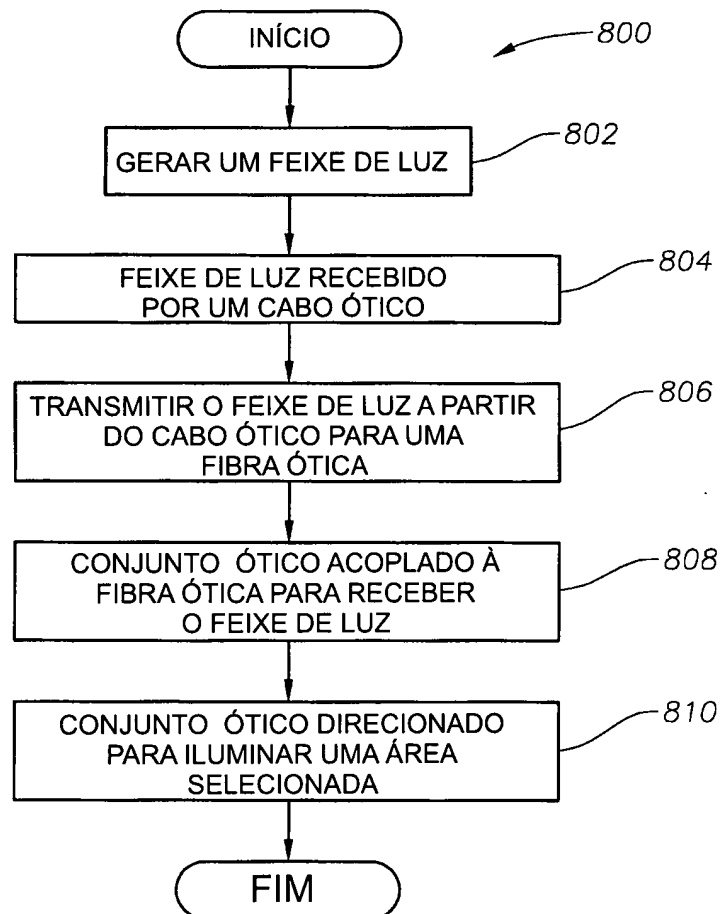 INÍCIO
800
GERAR UM FEIXE DE LUZ
802
FEIXE DE LUZ RECEBIDO
POR UM CABO ÓTICO
804
TRANSMITIR O FEIXE DE LUZ A PARTIR
DO CABO ÓTICO PARA UMA
FIBRA ÓTICA
806
CONJUNTO ÓTICO ACOPLADO À
FIBRA ÓTICA PARA RECEBER
O FEIXE DE LUZ
808
CONJUNTO ÓTICO DIRECIONADO
PARA ILUMINAR UMA ÁREA
SELECIONADA
810
FIM